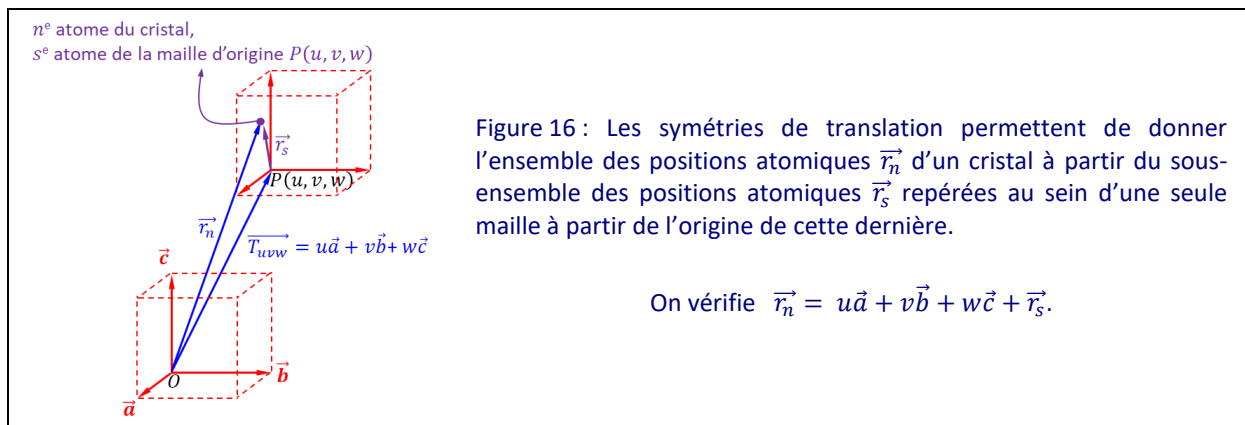 nᵉ atome du cristal,
sᵉ atome de la maille d'origine P(u, v, w)
r⃗ₛ
P(u, v, w)
r⃗ₙ
T⃗ᵤᵥw = ua⃗ + vb⃗+ wc⃗
c⃗
O
b⃗
a⃗
Figure 16 : Les symétries de translation permettent de donner
l'ensemble des positions atomiques r⃗ₙ d'un cristal à partir du sous-
ensemble des positions atomiques r⃗ₛ repérées au sein d'une seule
maille à partir de l'origine de cette dernière.
On vérifie r⃗ₙ = ua⃗ + vb⃗ + wc⃗ + r⃗ₛ.